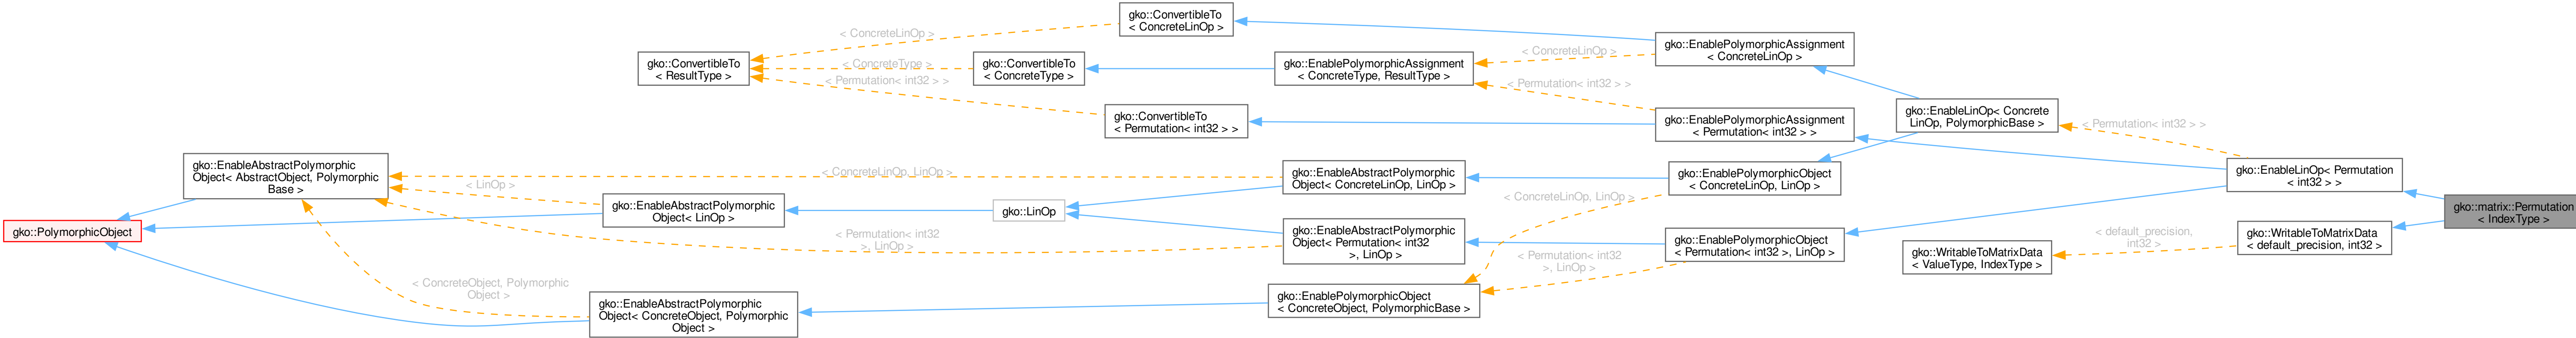 gko::ConvertibleTo
< ConcreteLinOp >
< ConcreteLinOp >
gko::EnablePolymorphicAssignment
< ConcreteLinOp >
< ConcreteLinOp >
gko::ConvertibleTo
< ResultType >
< ConcreteType >
gko::ConvertibleTo
< ConcreteType >
gko::EnablePolymorphicAssignment
< ConcreteType, ResultType >
< Permutation< int32 > >
< Permutation< int32 > >
gko::ConvertibleTo
< Permutation< int32 > >
gko::EnablePolymorphicAssignment
< Permutation< int32 > >
gko::EnableLinOp< Concrete
LinOp, PolymorphicBase >
< Permutation< int32 > >
gko::EnableAbstractPolymorphic
Object< AbstractObject, Polymorphic
Base >
< ConcreteLinOp, LinOp >
gko::EnableAbstractPolymorphic
Object< ConcreteLinOp, LinOp >
gko::EnablePolymorphicObject
< ConcreteLinOp, LinOp >
gko::EnableLinOp< Permutation
< int32 > >
< LinOp >
gko::EnableAbstractPolymorphic
Object< LinOp >
gko::LinOp
< ConcreteLinOp, LinOp >
gko::matrix::Permutation
< IndexType >
gko::PolymorphicObject
< Permutation< int32
>, LinOp >
gko::EnableAbstractPolymorphic
Object< Permutation< int32
>, LinOp >
gko::EnablePolymorphicObject
< Permutation< int32 >, LinOp >
< default_precision,
int32 >
gko::WritableToMatrixData
< default_precision, int32 >
gko::WritableToMatrixData
< ValueType, IndexType >
< Permutation< int32
>, LinOp >
< ConcreteObject, Polymorphic
Object >
gko::EnableAbstractPolymorphic
Object< ConcreteObject, Polymorphic
Object >
gko::EnablePolymorphicObject
< ConcreteObject, PolymorphicBase >